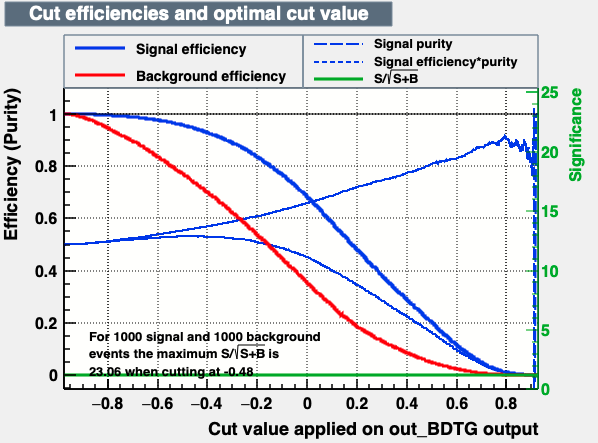 Cut efficiencies and optimal cut value
Signal efficiency
Background efficiency
Signal purity
Signal efficiency*purity
S/√S+B
Efficiency (Purity)
1
0.8
0.6
0.4
0.2
0
25
20
15
10
5
0
Significance
For 1000 signal and 1000 background
events the maximum S/√S+B is
23.06 when cutting at -0.48
−0.8 −0.6 −0.4 −0.2 0 0.2 0.4 0.6 0.8
Cut value applied on out_BDTG output